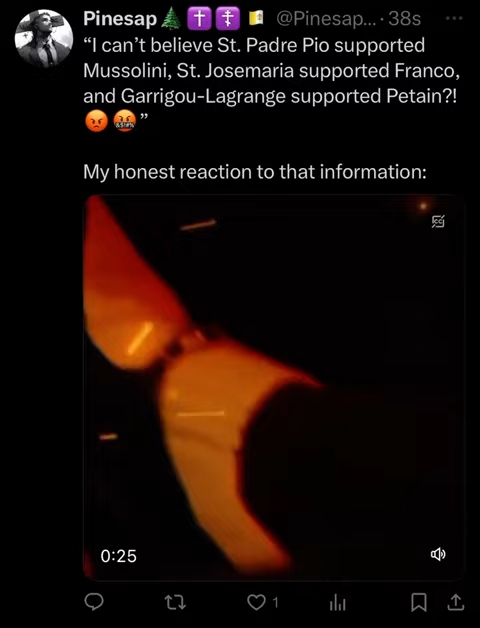 Pinesap🌲✝️☦️🇻🇦 @Pinesap... · 38s
“I can’t believe St. Padre Pio supported
Mussolini, St. Josemaria supported Franco,
and Garrigou-Lagrange supported Petain?!
😡 🤬”
My honest reaction to that information:
0:25
1